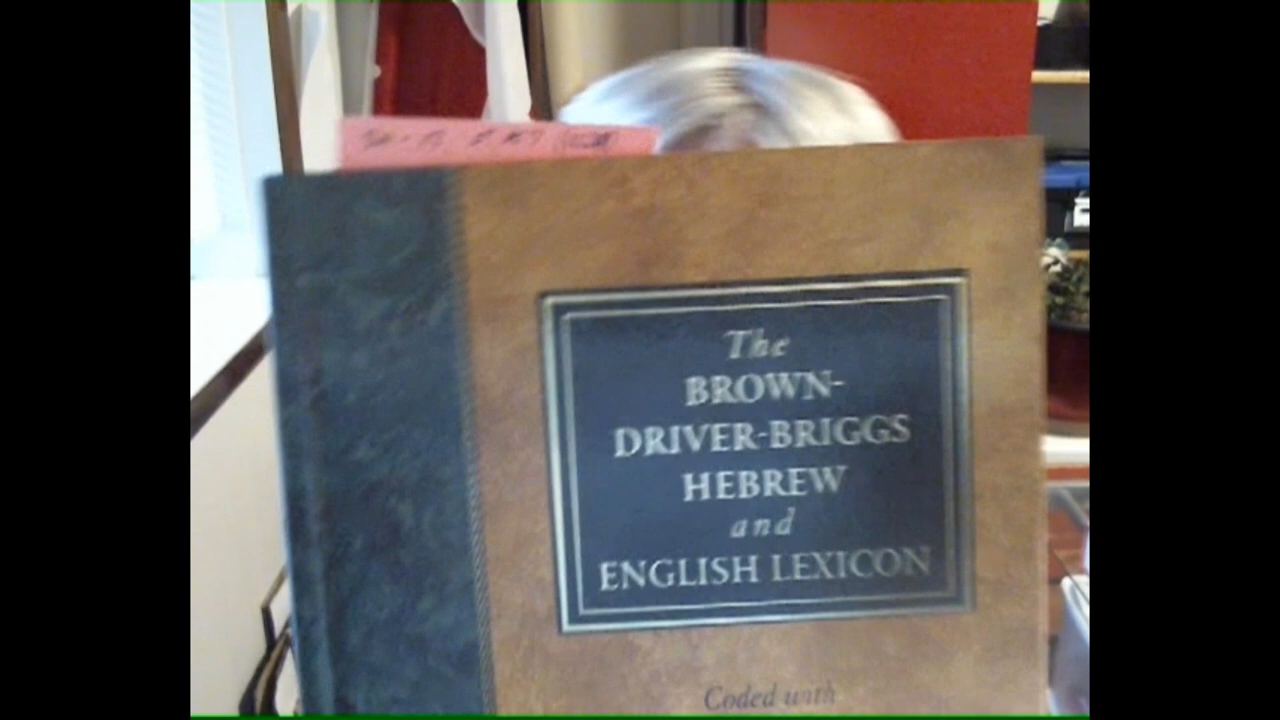 The
BROWN-
DRIVER-BRIGGS
HEBREW
and
ENGLISH LEXICON
Coded with